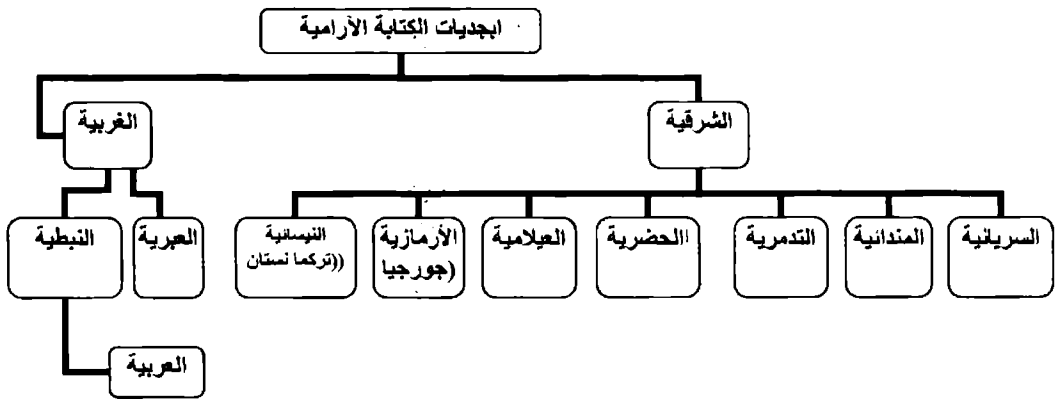 ابجديات الكتابة الآرامية
الشرقية
الغربية
السريانية
المندائية
التدمرية
الحضرية
العيلامية
الأرمازية
(جورجيا
النيسانية
((تركما نستان
العبرية
النبطية
العربية